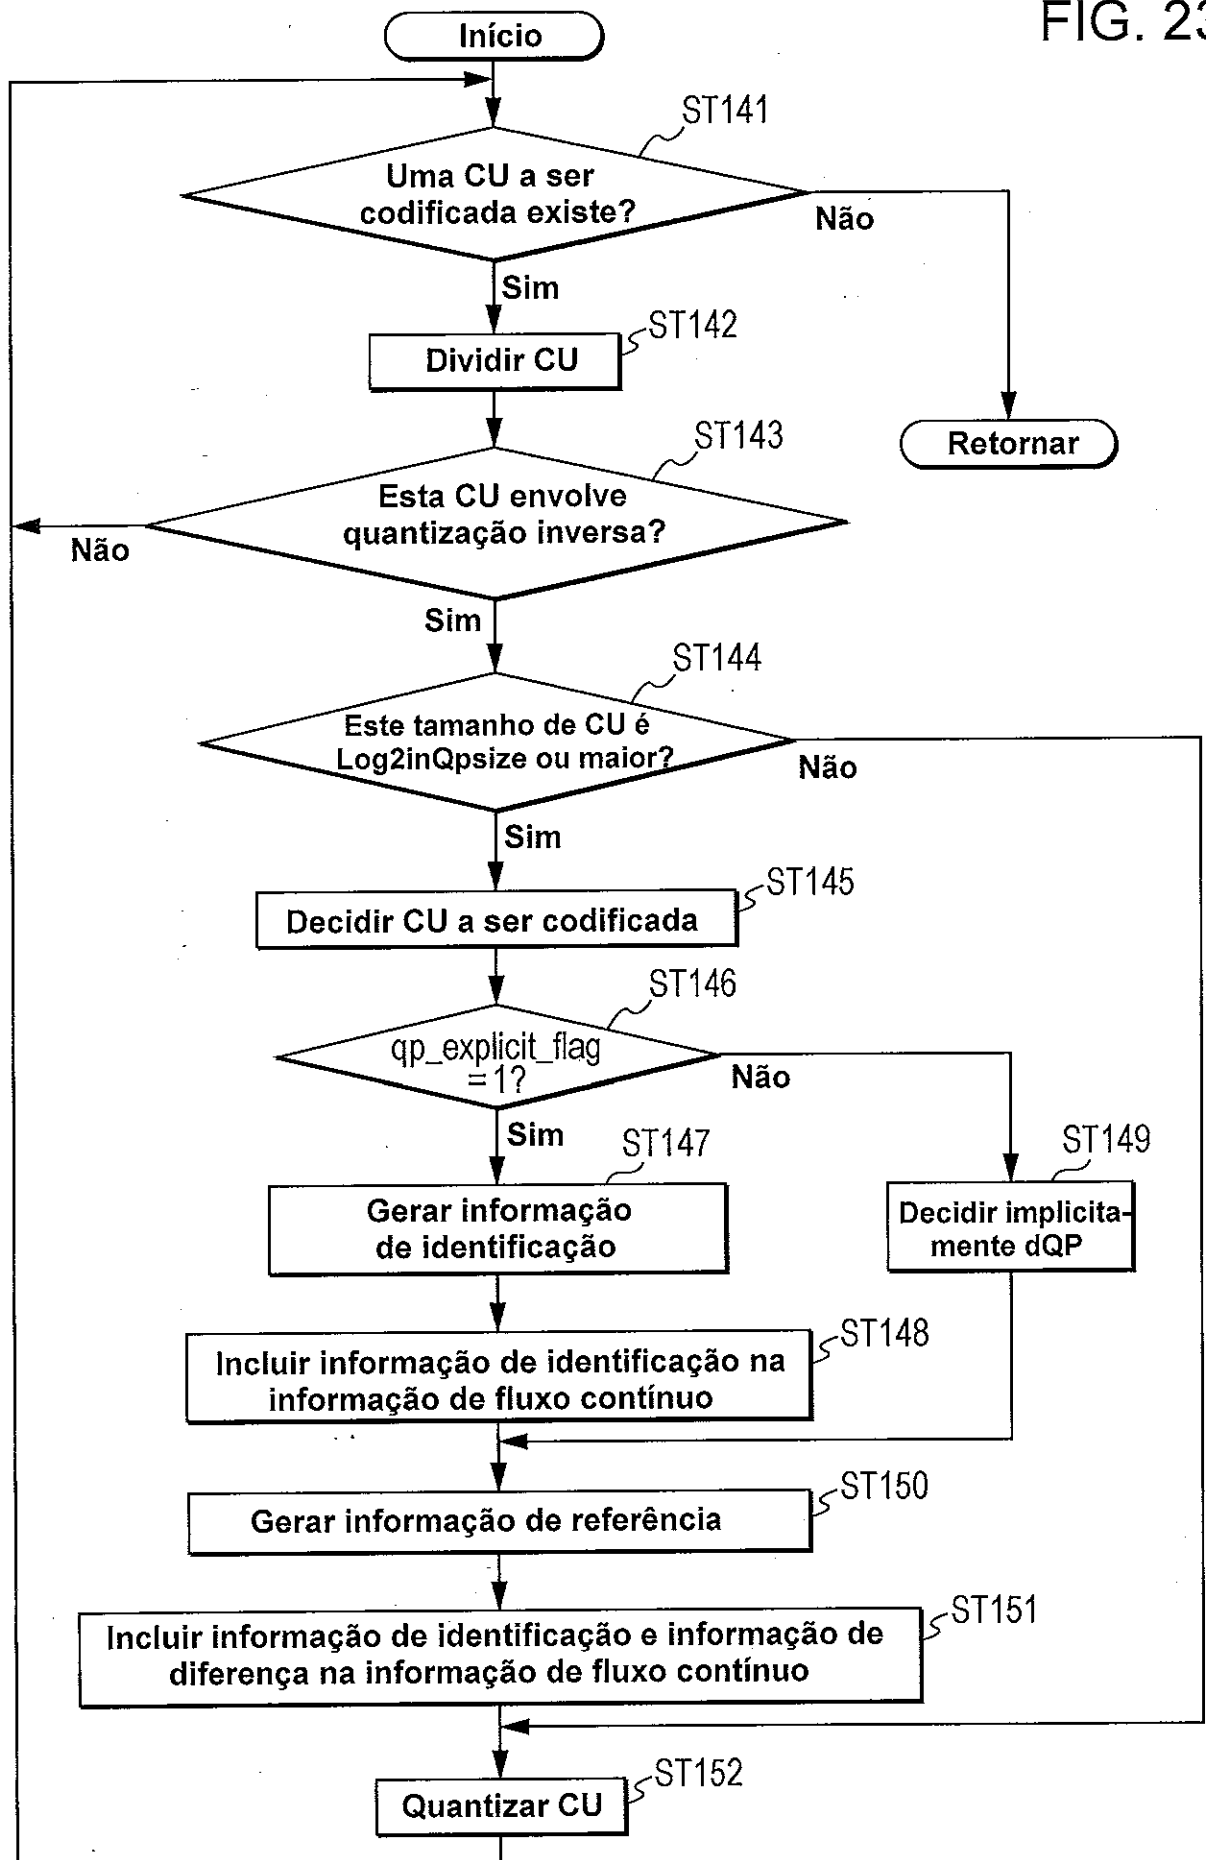 FIG. 23
Início
ST141
Uma CU a ser
codificada existe?
Não
Sim
ST142
Dividir CU
Retornar
ST143
Esta CU envolve
quantização inversa?
Não
Sim
ST144
Este tamanho de CU é
Log2inQpsize ou maior?
Não
Sim
ST145
Decidir CU a ser codificada
ST146
qp_explicit_flag
=1?
Não
Sim
ST147
Gerar informação
de identificação
ST149
Decidir implicita-
mente dQP
ST148
Incluir informação de identificação na
informação de fluxo contínuo
ST150
Gerar informação de referência
ST151
Incluir informação de identificação e informação de
diferença na informação de fluxo contínuo
ST152
Quantizar CU